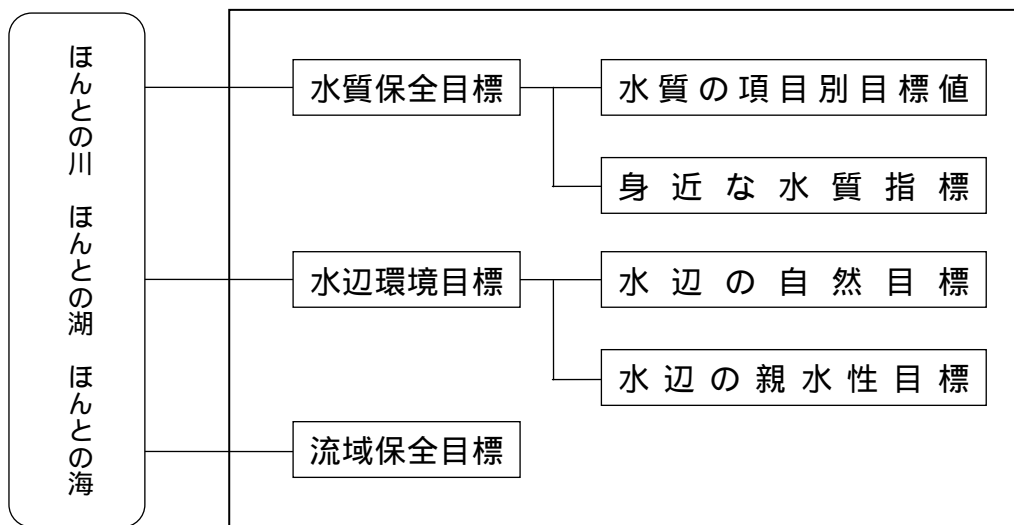 ほんとの川 ほんとの湖 ほんとの海
水質保全目標
水質の項目別目標値
身近な水質指標
水辺環境目標
水辺の自然目標
水辺の親水性目標
流域保全目標